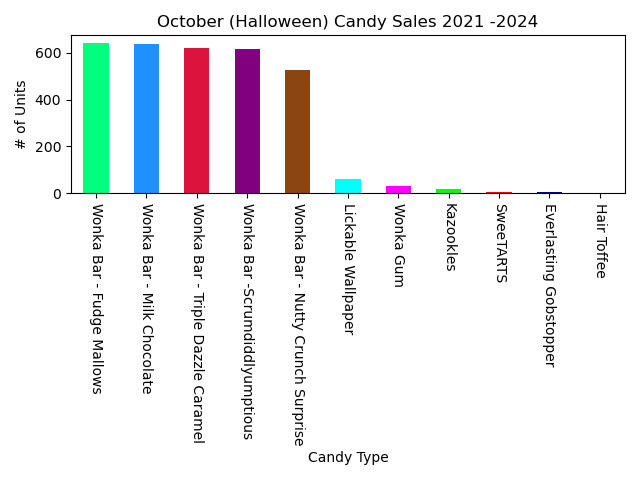 October (Halloween) Candy Sales 2021 -2024
# of Units
600
400
200
0
Wonka Bar - Fudge Mallows
Wonka Bar - Milk Chocolate
Wonka Bar - Triple Dazzle Caramel
Wonka Bar -Scrumdiddlyumptious
Wonka Bar - Nutty Crunch Surprise
Lickable Wallpaper
Wonka Gum
Kazookles
SweeTARTS
Everlasting Gobstopper
Hair Toffee
Candy Type